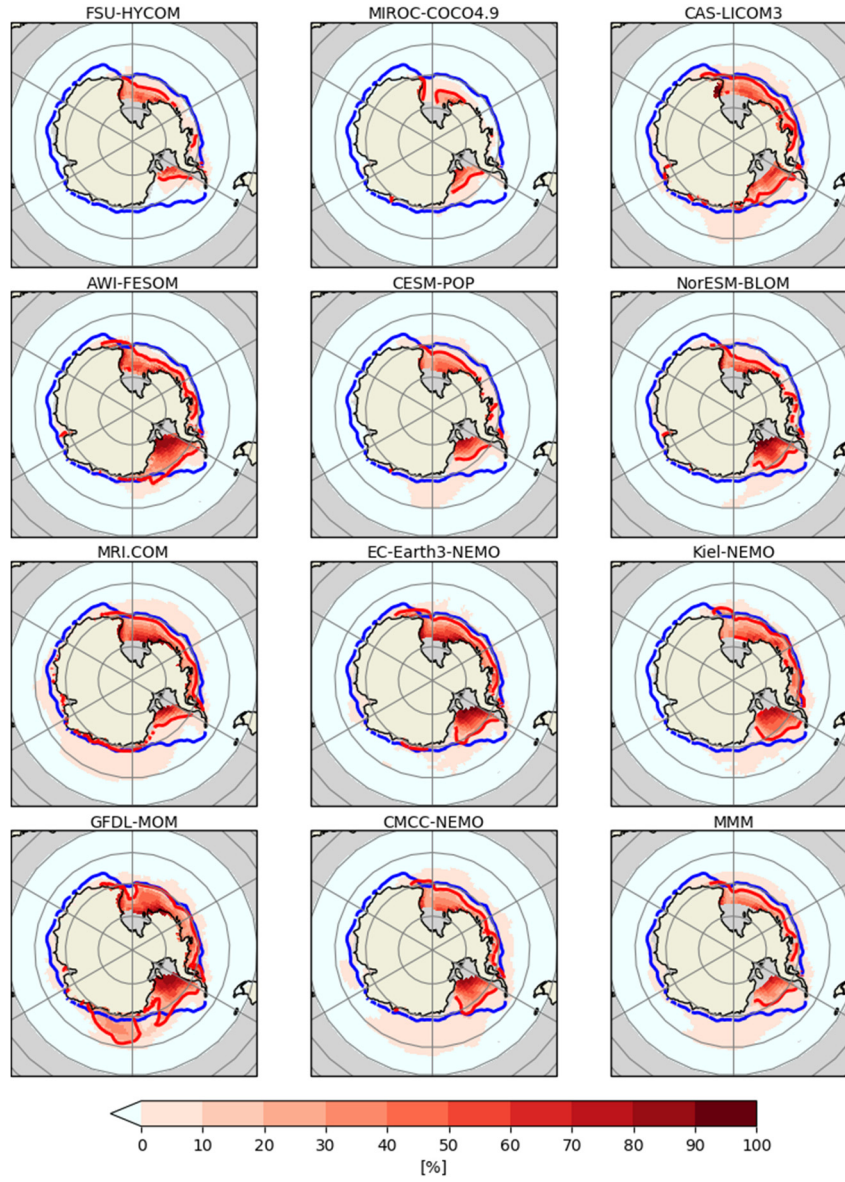 FSU-HYCOM MIROC-COCO4.9 CAS-LICOM3
AWI-FESOM CESM-POP NorESM-BLOM
MRI.COM EC-Earth3-NEMO Kiel-NEMO
GFDL-MOM CMCC-NEMO MMM
0 10 20 30 40 50 60 70 80 90 100
[%]